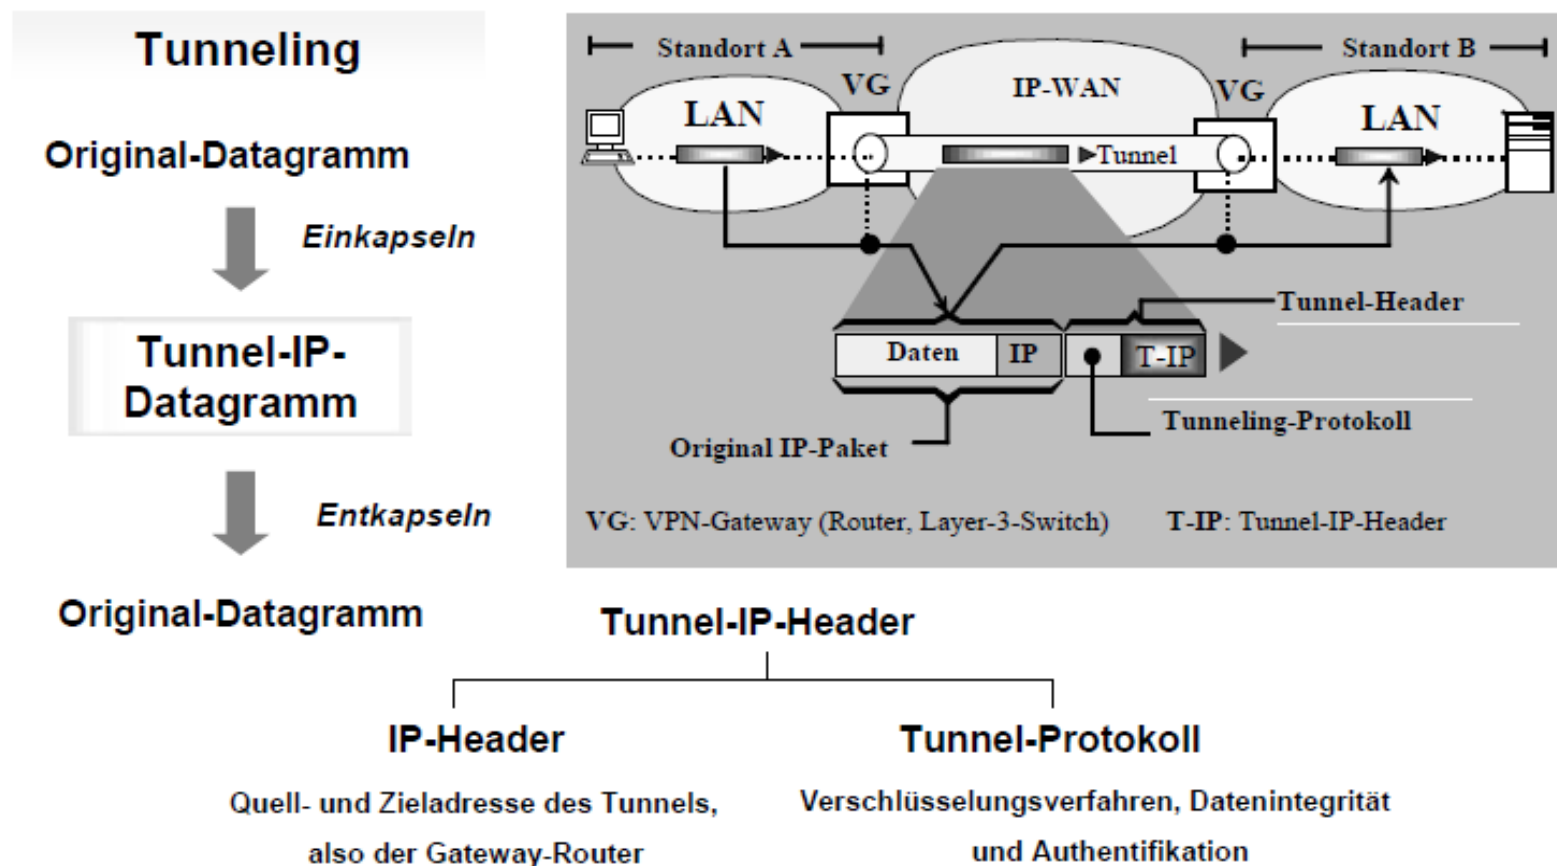 Tunneling
Original-Datagramm
Einkapseln
Tunnel-IP-
Datagramm
Entkapseln
Original-Datagramm
Standort A
Standort B
VG
IP-WAN
VG
LAN
LAN
Tunnel
Tunnel-Header
Daten
IP
T-IP
Tunneling-Protokoll
Original IP-Paket
VG: VPN-Gateway (Router, Layer-3-Switch)
T-IP: Tunnel-IP-Header
Tunnel-IP-Header
IP-Header
Quell- und Zieladresse des Tunnels,
also der Gateway-Router
Tunnel-Protokoll
Verschlüsselungsverfahren, Datenintegrität
und Authentifikation